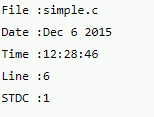 File :simple.c
Date :Dec 6 2015
Time :12:28:46
Line :6
STDC :1